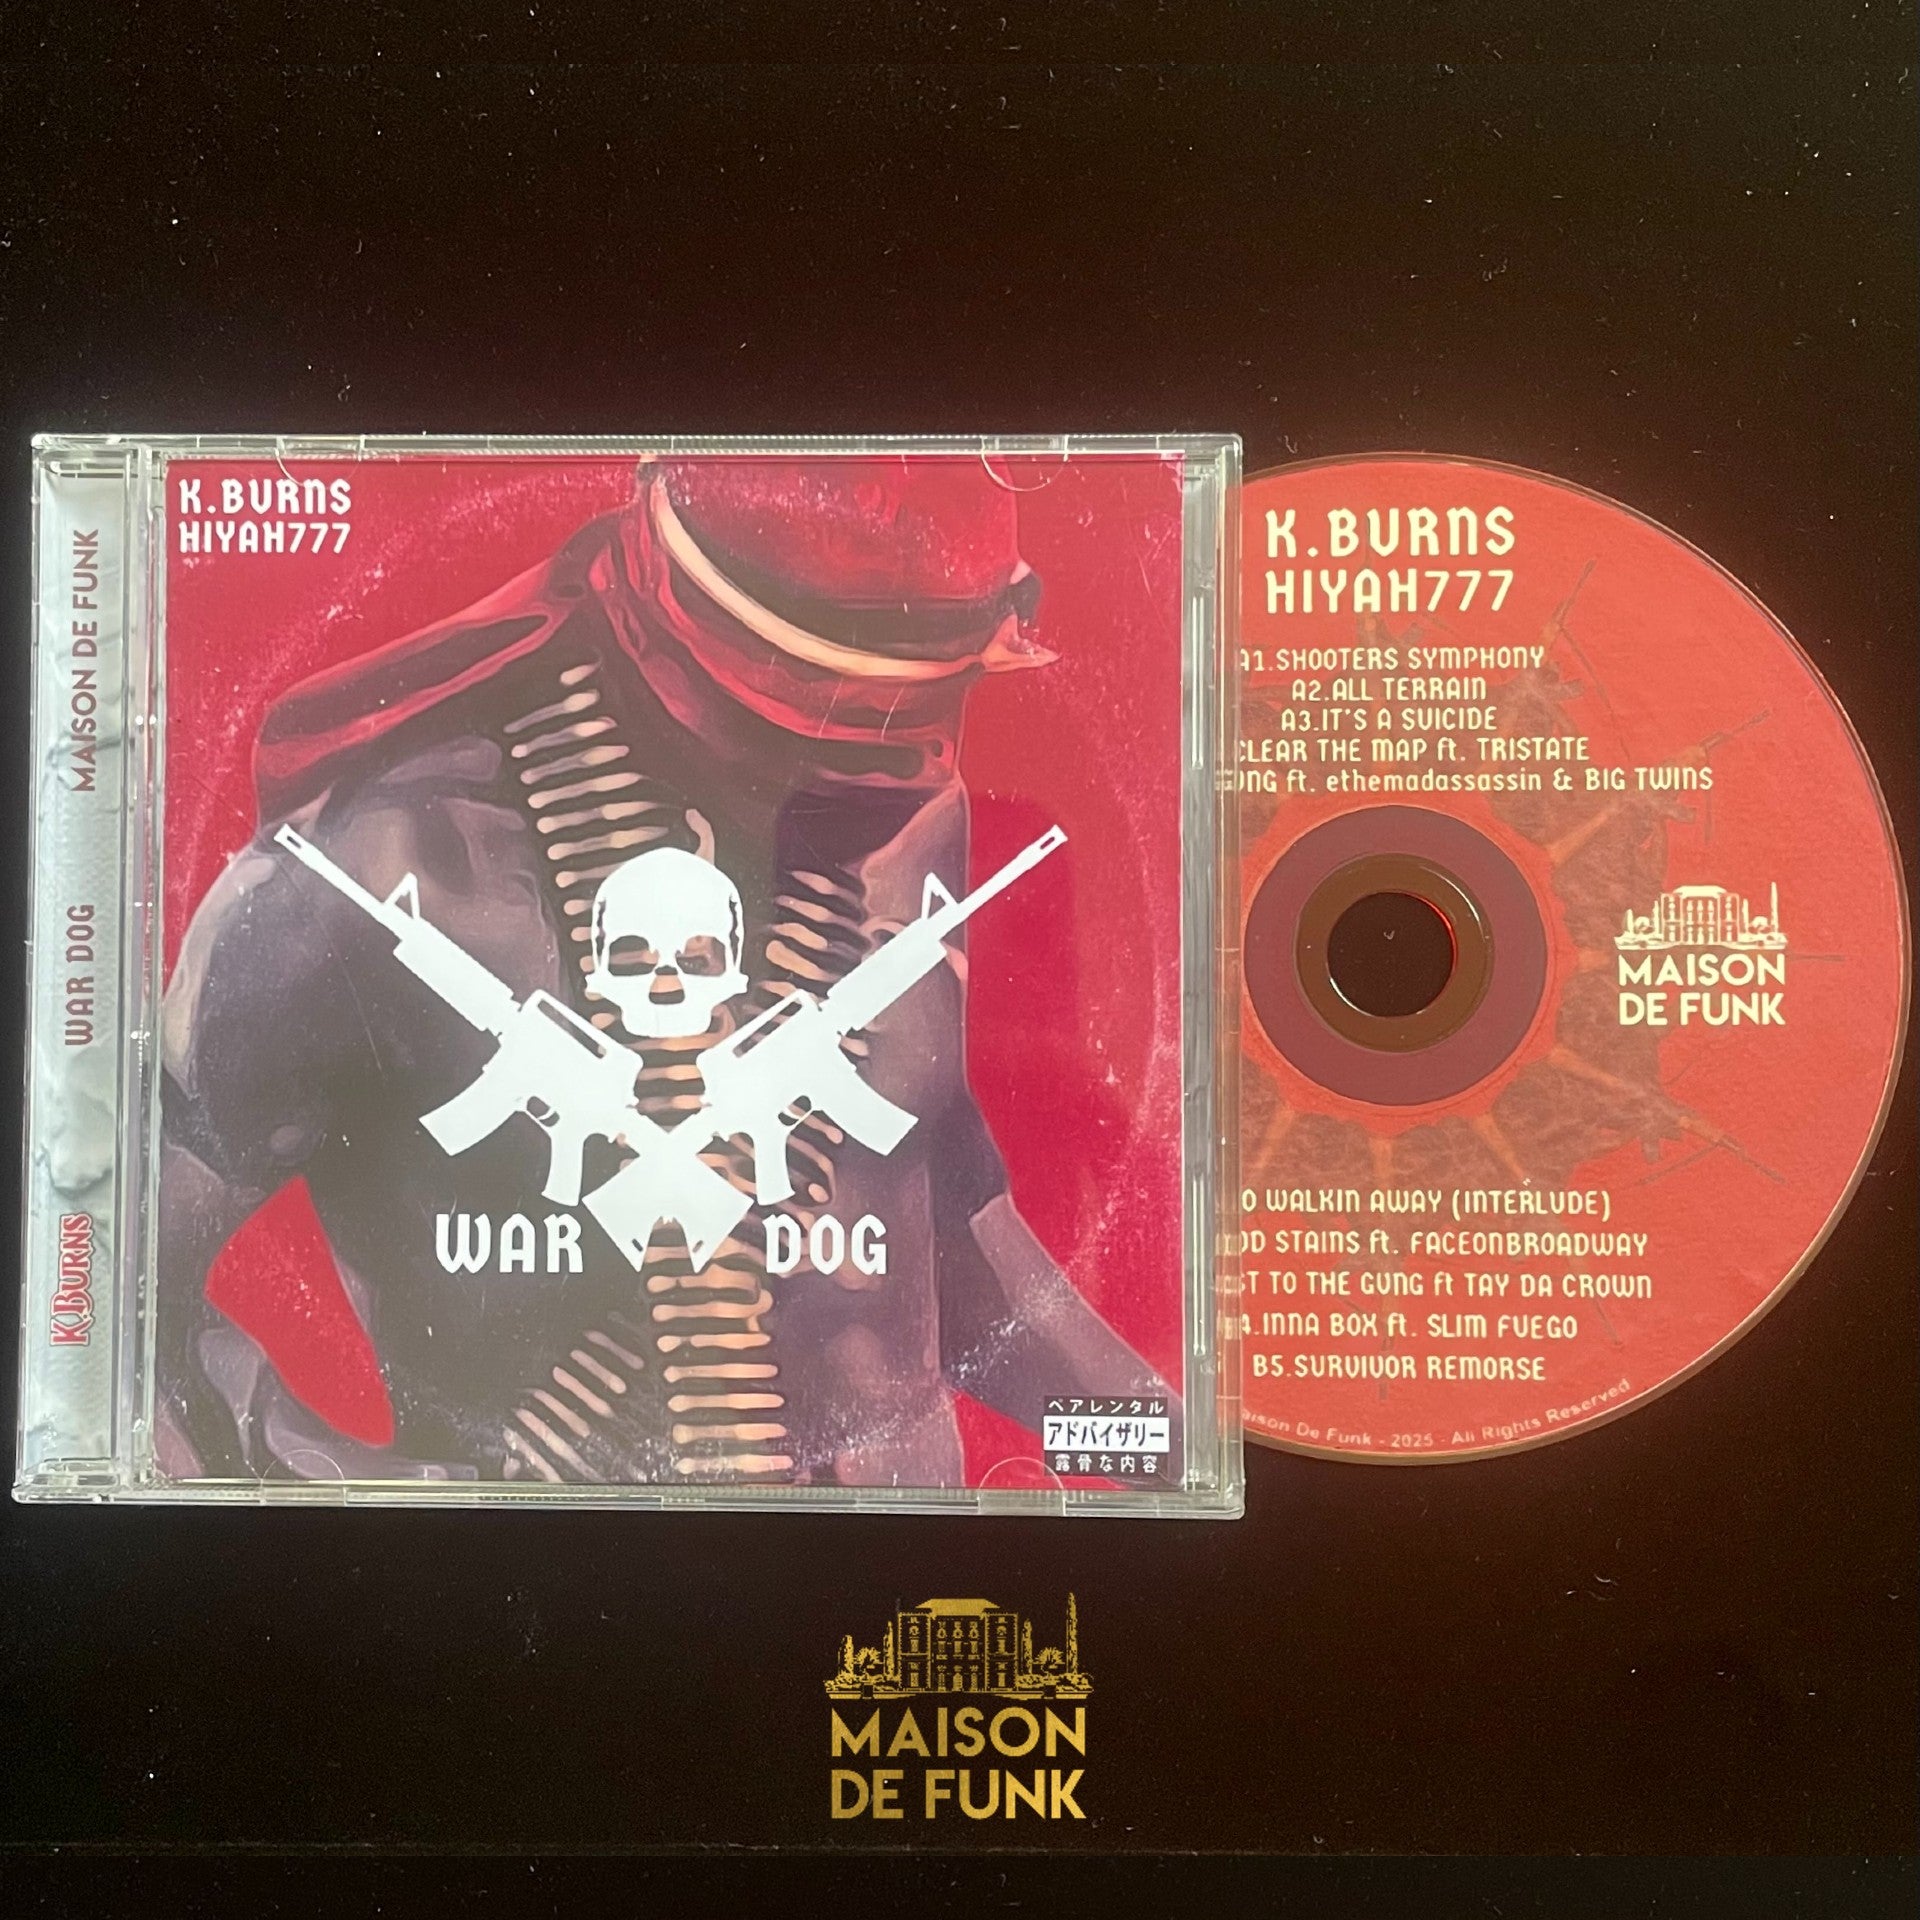 K.BURNS
HIYAH777
WAR DOG
ペアレンタル
アドバイザリー
露骨な内容
MAISON DE FUNK
WAR DOG
K.BURNS
K.BURNS
HIYAH777
A1.SHOOTERS SYMPHONY
A2.ALL TERRAIN
A3.IT'S A SUICIDE
CLEAR THE MAP ft. TRISTATE
ft. ethemadassassin & BIG TWINS
MAISON
DE FUNK
WALKIN AWAY (INTERLUDE)
STAINS ft. FACEONBROADWAY
TO THE GUNG ft TAY DA CROWN
INNA BOX ft. SLIM FUEGO
B5.SURVIVOR REMORSE
De Funk - 2025 - All Rights Reserved
MAISON
DE FUNK